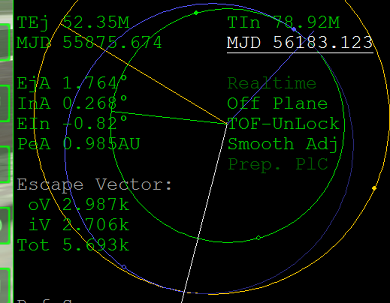 TEj 52.35M
TIn 78.92M
MJD 55875.674
MJD 56183.123
EjA 1.764°
Realtime
InA 0.268°
Off Plane
EIn -0.82°
TOF-UnLock
PdA 0.985AU
Smooth Adj
Prep. PlC
Escape Vector:
oV 2.987k
iV 2.706k
Tot 5.693k